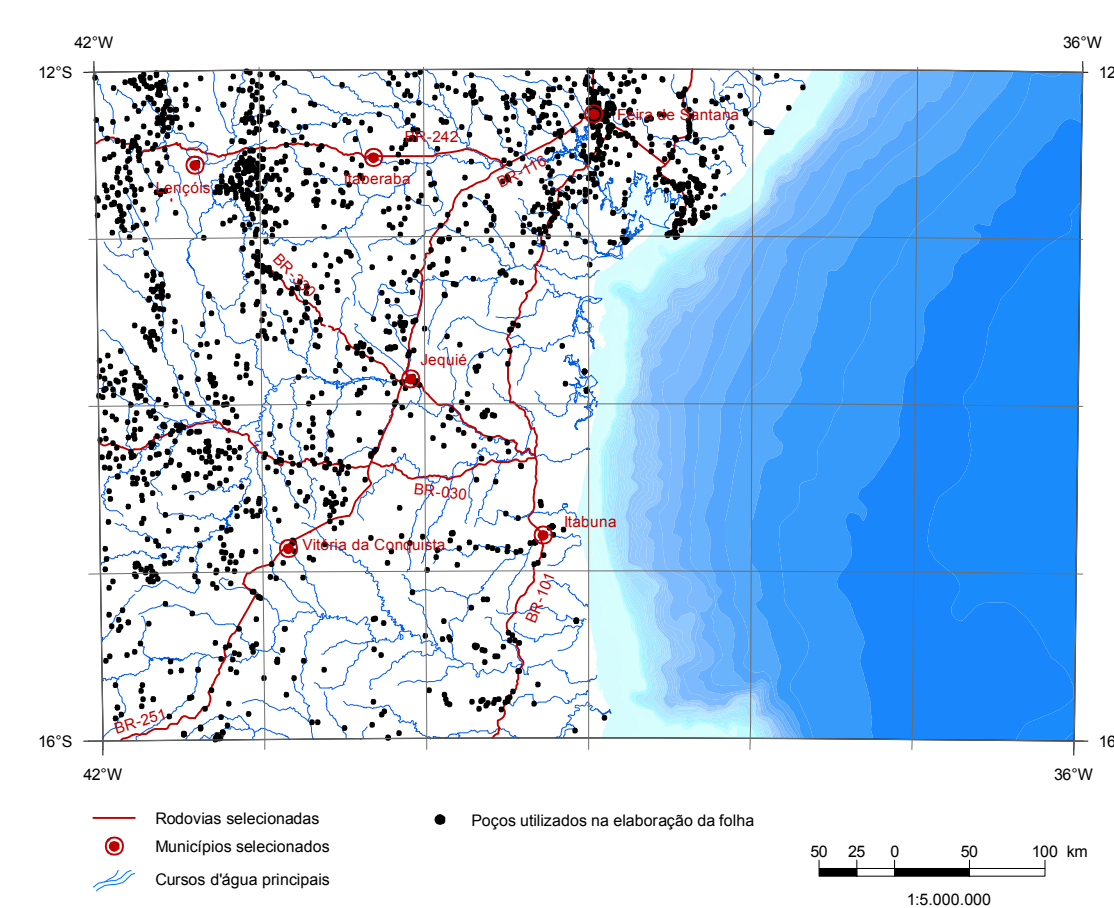 42°W
36°W
12°S
12
Feira de Santana
BR-242
BR-116
Lençóis
Itaberaba
BR-330
Jequié
BR-030
Itabuna
Vitória da Conquista
BR-101
BR-251
16°S
16
42°W
36°W
Rodovias selecionadas
Poços utilizados na elaboração da folha
Municípios selecionados
Cursos d'água principais
50 25 0 50 100 km
1:5.000.000